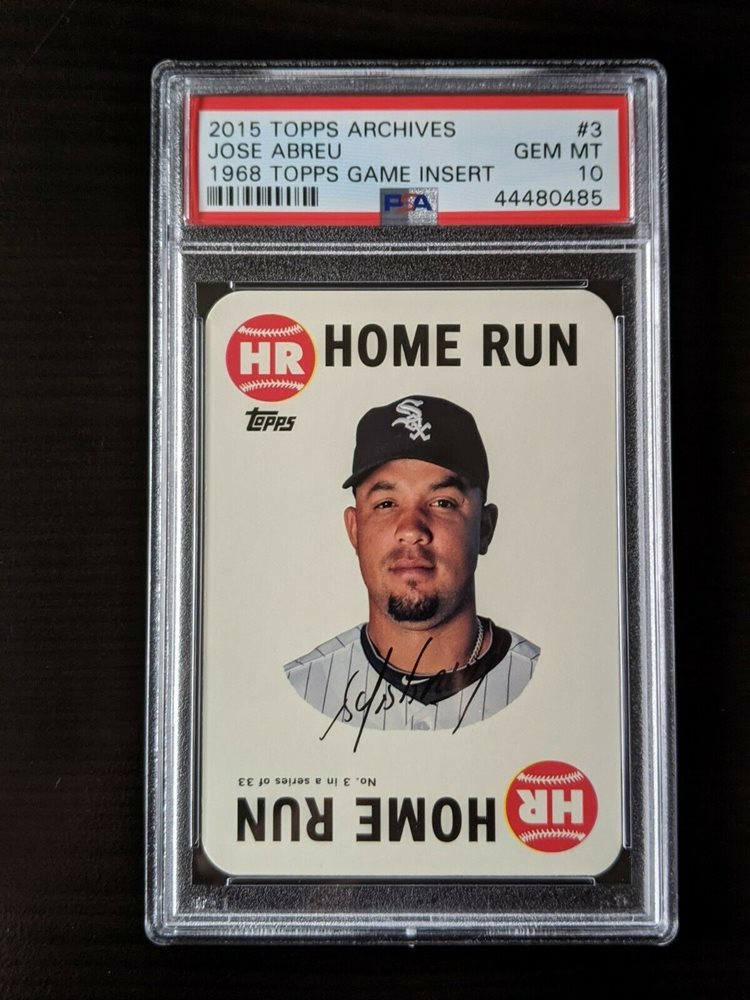 2015 TOPPS ARCHIVES #3
JOSE ABREU GEM MT
1968 TOPPS GAME INSERT 10
PSA 44480485
HR HOME RUN
Topps
Sox
No. 3 in a series of 33
HOME RUN HR